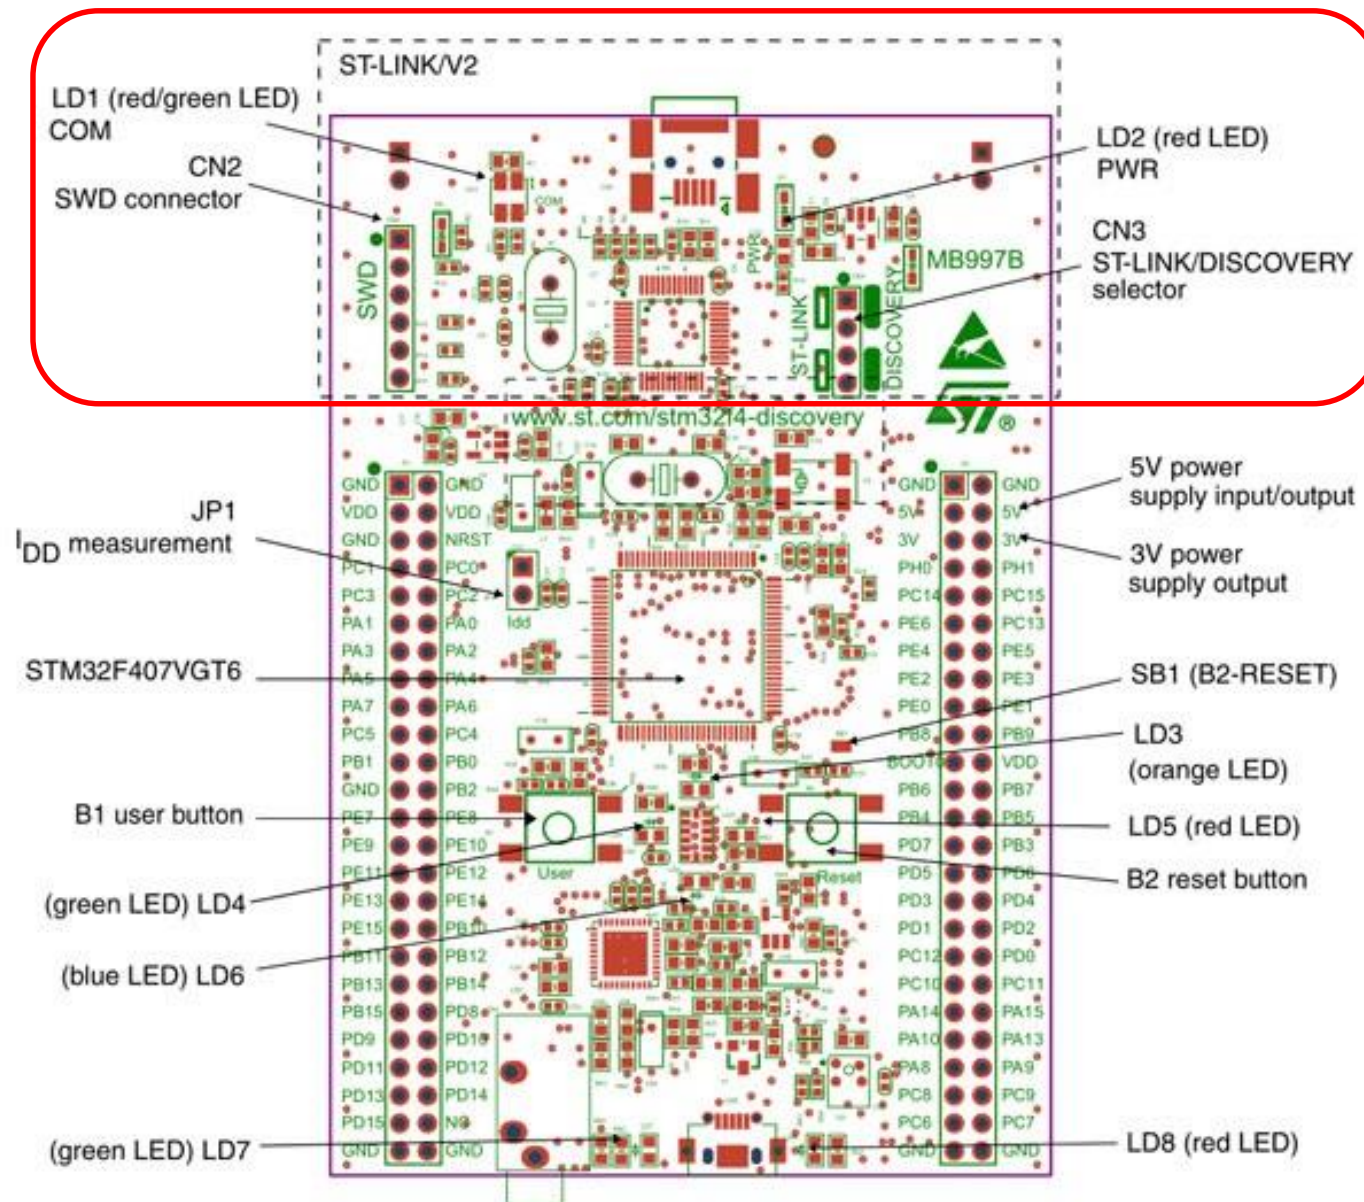 ST-LINK/V2
LD1 (red/green LED)
COM
CN2
SWD connector
LD2 (red LED)
PWR
CN3
ST-LINK/DISCOVERY
selector
COM
PWR
SWD
ST-LINK
DISCOVERY
MB997B
www.st.com/stm32f4-discovery
®
JP1
IDD measurement
Idd
STM32F407VGT6
B1 user button
User
(green LED) LD4
(blue LED) LD6
(green LED) LD7
5V power
supply input/output
3V power
supply output
SB1 (B2-RESET)
LD3
(orange LED)
LD5 (red LED)
B2 reset button
Reset
LD8 (red LED)
GND GND
VDD VDD
GND NRST
PC1 PC0
PC3 PC2
PA1 PA0
PA3 PA2
PA5 PA4
PA7 PA6
PC5 PC4
PB1 PB0
GND PB2
PE7 PE8
PE9 PE10
PE11 PE12
PE13 PE14
PE15 PB10
PB11 PB12
PB13 PB14
PB15 PD8
PD9 PD10
PD11 PD12
PD13 PD14
PD15 NC
GND GND
GND GND
5V 5V
3V 3V
PH0 PH1
PC14 PC15
PE6 PC13
PE4 PE5
PE2 PE3
PE0 PE1
PB8 PB9
BOOT0 VDD
PB6 PB7
PB4 PB5
PD7 PB3
PD5 PD6
PD3 PD4
PD1 PD2
PC12 PD0
PC10 PC11
PA14 PA15
PA10 PA13
PA8 PA9
PC8 PC9
PC6 PC7
GND GND